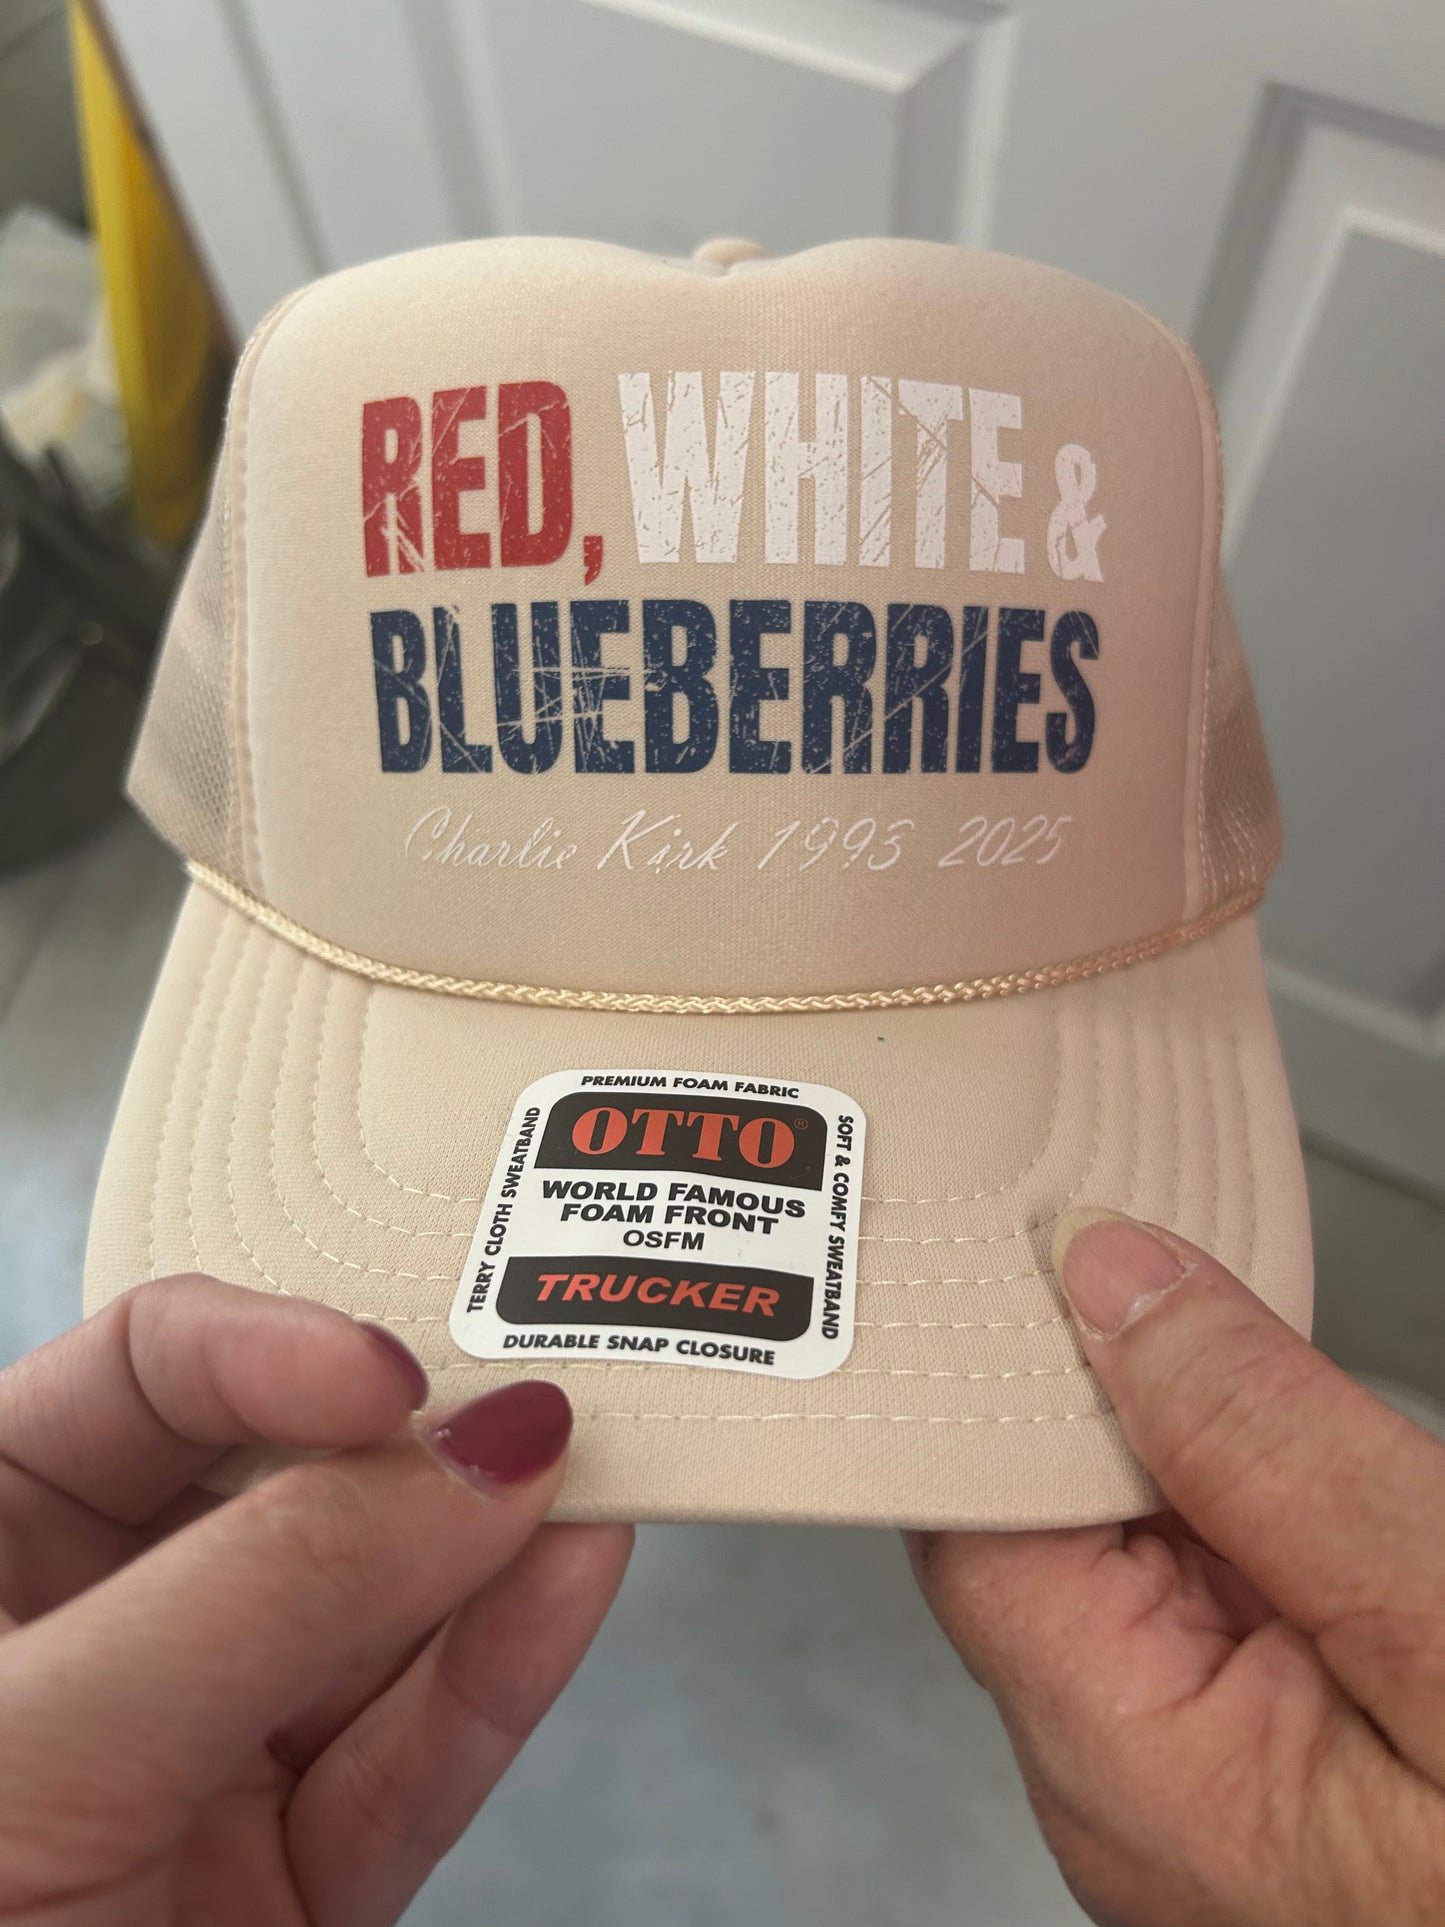 RED, WHITE &
BLUEBERRIES
Charlie Kirk 1993 2025
PREMIUM FOAM FABRIC
OTTO®
WORLD FAMOUS
FOAM FRONT
OSFM
TRUCKER
DURABLE SNAP CLOSURE
TERRY CLOTH SWEATBAND
SOFT & COMFY SWEATBAND